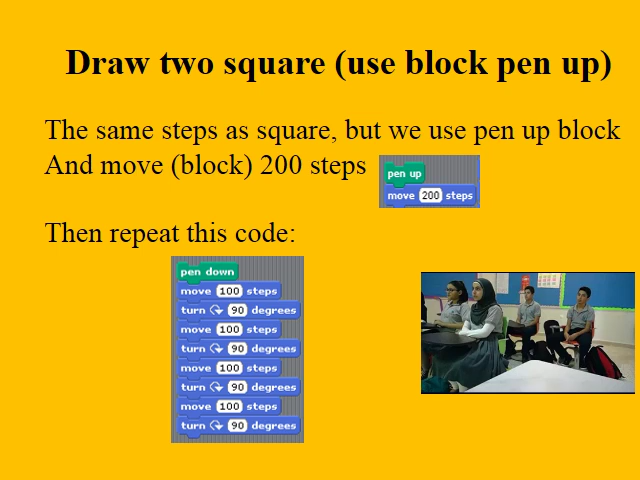 Draw two square (use block pen up)
The same steps as square, but we use pen up block
And move (block) 200 steps
pen up
move 200 steps
Then repeat this code:
pen down
move 100 steps
turn 90 degrees
move 100 steps
turn 90 degrees
move 100 steps
turn 90 degrees
move 100 steps
turn 90 degrees